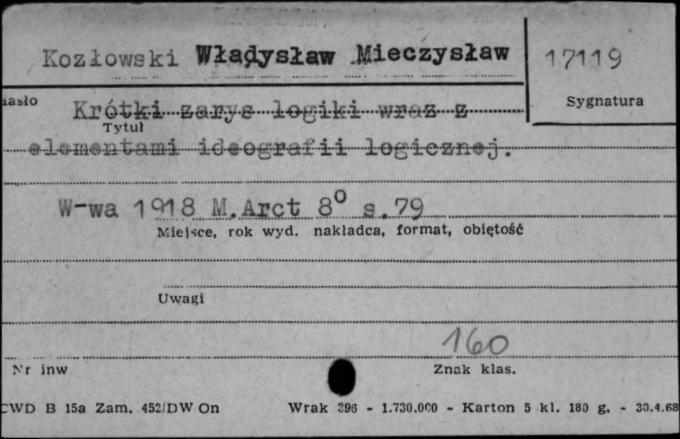 Kozłowski Władysław Mieczysław 17119
iasło
Sygnatura
Krótki zarys logiki wraz z
Tytuł
elementami ideografii logicznej.
W-wa 1918 M.Arct 8° s.79
Miejsce, rok wyd. nakładca, format, objętość
Uwagi
160
Nr inw Znak klas.
CWD B 15a Zam. 452/DW On Wrak 396 - 1.730.000 - Karton 5 kl. 180 g. - 30.4.68